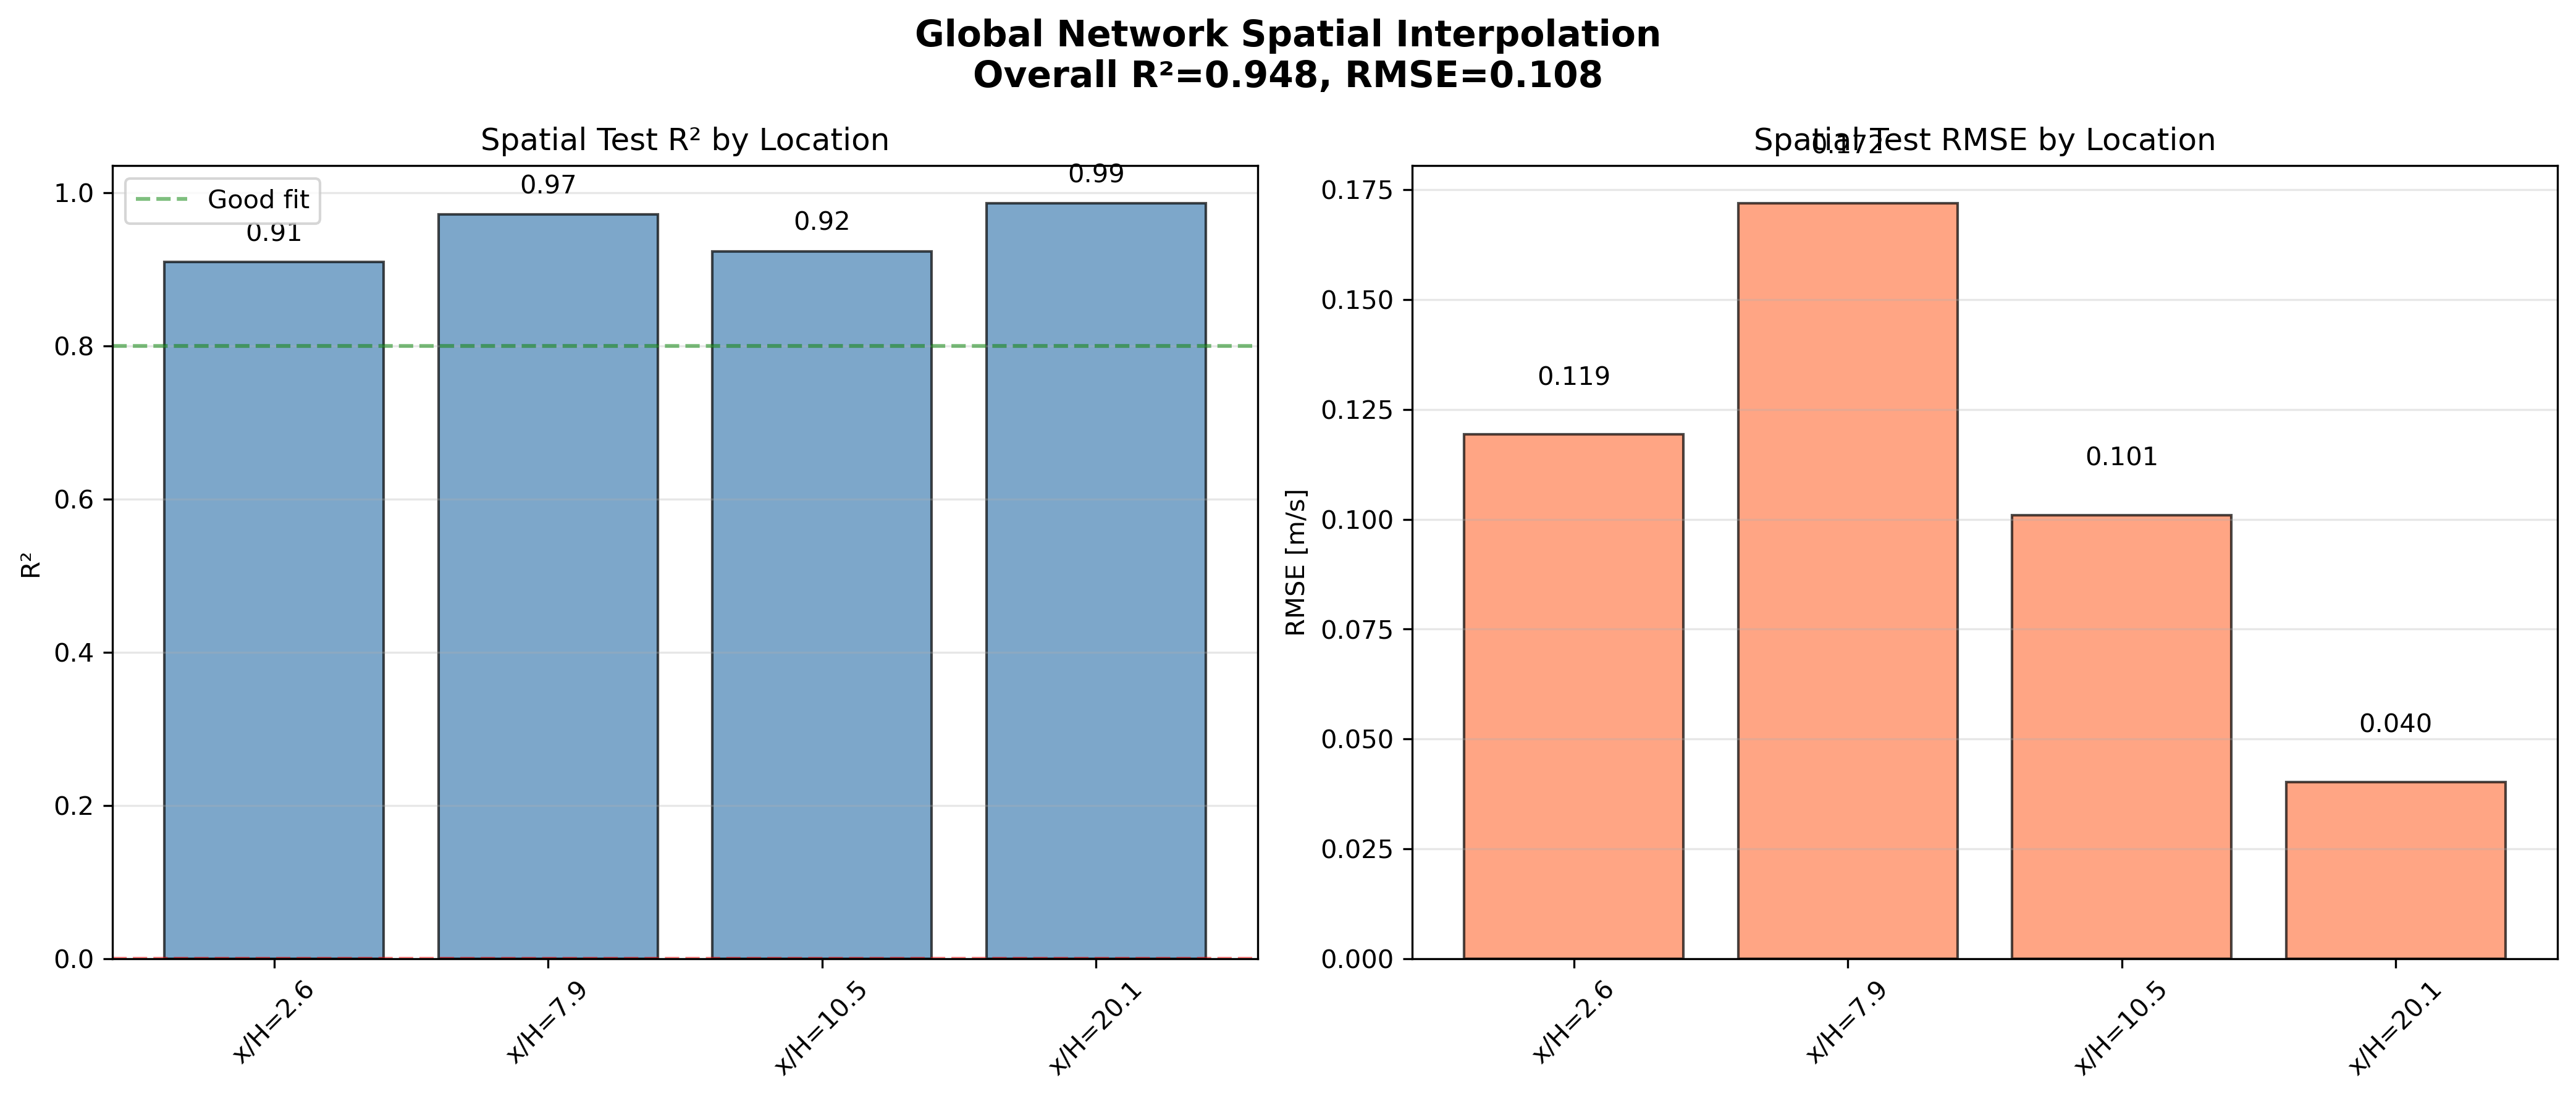 Global Network Spatial Interpolation
Overall R²=0.948, RMSE=0.108
Spatial Test R² by Location
R²
1.0
0.8
0.6
0.4
0.2
0.0
Good fit
0.91
0.97
0.92
0.99
x/H=2.6
x/H=7.9
x/H=10.5
x/H=20.1
Spatial Test RMSE by Location
RMSE [m/s]
0.175
0.150
0.125
0.100
0.075
0.050
0.025
0.000
0.119
0.172
0.101
0.040
x/H=2.6
x/H=7.9
x/H=10.5
x/H=20.1